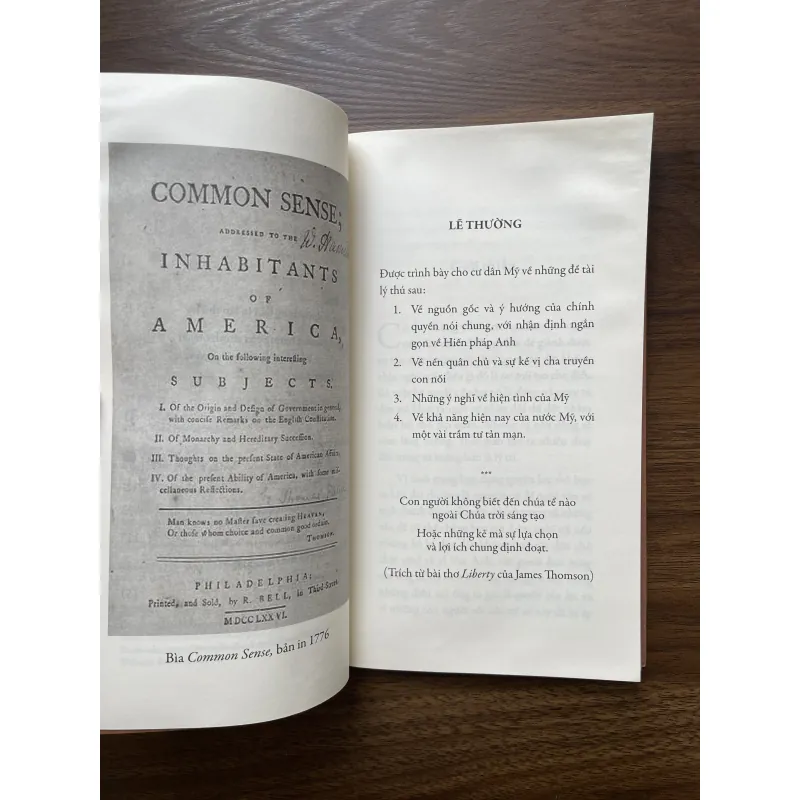 COMMON SENSE;
ADDRESSED TO THE
INHABITANTS
OF
AMERICA,
On the following interesting
SUBJECTS.
I. Of the Origin and Design of Government in general,
with concise Remarks on the English Constitution.
II. Of Monarchy and Hereditary Succession.
III. Thoughts on the present State of American Affairs.
IV. Of the present Ability of America, with some mis-
cellaneous Reflections.
Man knows no Master save creating HEAVEN,
Or those whom choice and common good ordain.
THOMSON.
PHILADELPHIA;
Printed, and Sold, by R. BELL, in Third-Street.
MDCCLXXVI.
Bìa Common Sense, bản in 1776
LẼ THƯỜNG
Được trình bày cho cư dân Mỹ về những đề tài
lý thú sau:
1. Về nguồn gốc và ý hướng của chính
quyền nói chung, với nhận định ngắn
gọn về Hiến pháp Anh
2. Về nền quân chủ và sự kế vị cha truyền
con nối
3. Những ý nghĩ về hiện tình của Mỹ
4. Về khả năng hiện nay của nước Mỹ, với
một vài trầm tư tản mạn.
***
Con người không biết đến chúa tể nào
ngoài Chúa trời sáng tạo
Hoặc những kẻ mà sự lựa chọn
và lợi ích chung định đoạt.
(Trích từ bài thơ Liberty của James Thomson)